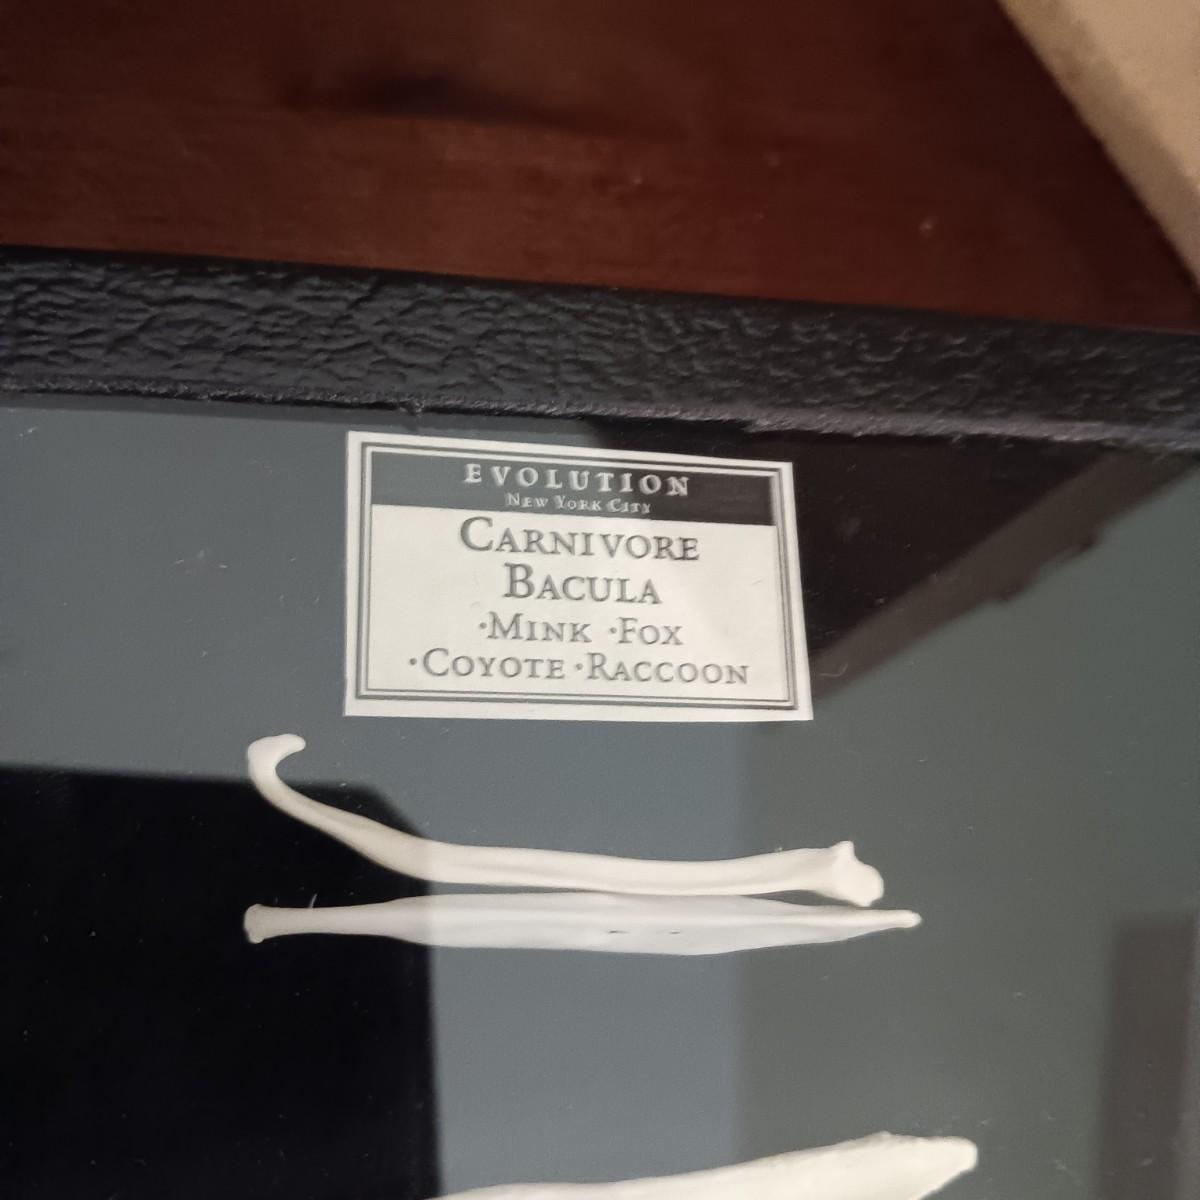 EVOLUTION
NEW YORK CITY
CARNIVORE
BACULA
·MINK ·FOX
·COYOTE ·RACCOON